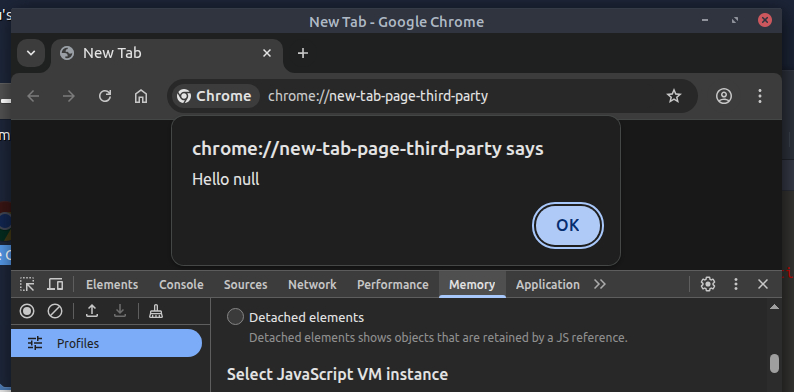 New Tab - Google Chrome
New Tab
Chrome chrome://new-tab-page-third-party
chrome://new-tab-page-third-party says
Hello null
OK
Elements Console Sources Network Performance Memory Application
Profiles
Detached elements
Detached elements shows objects that are retained by a JS reference.
Select JavaScript VM instance